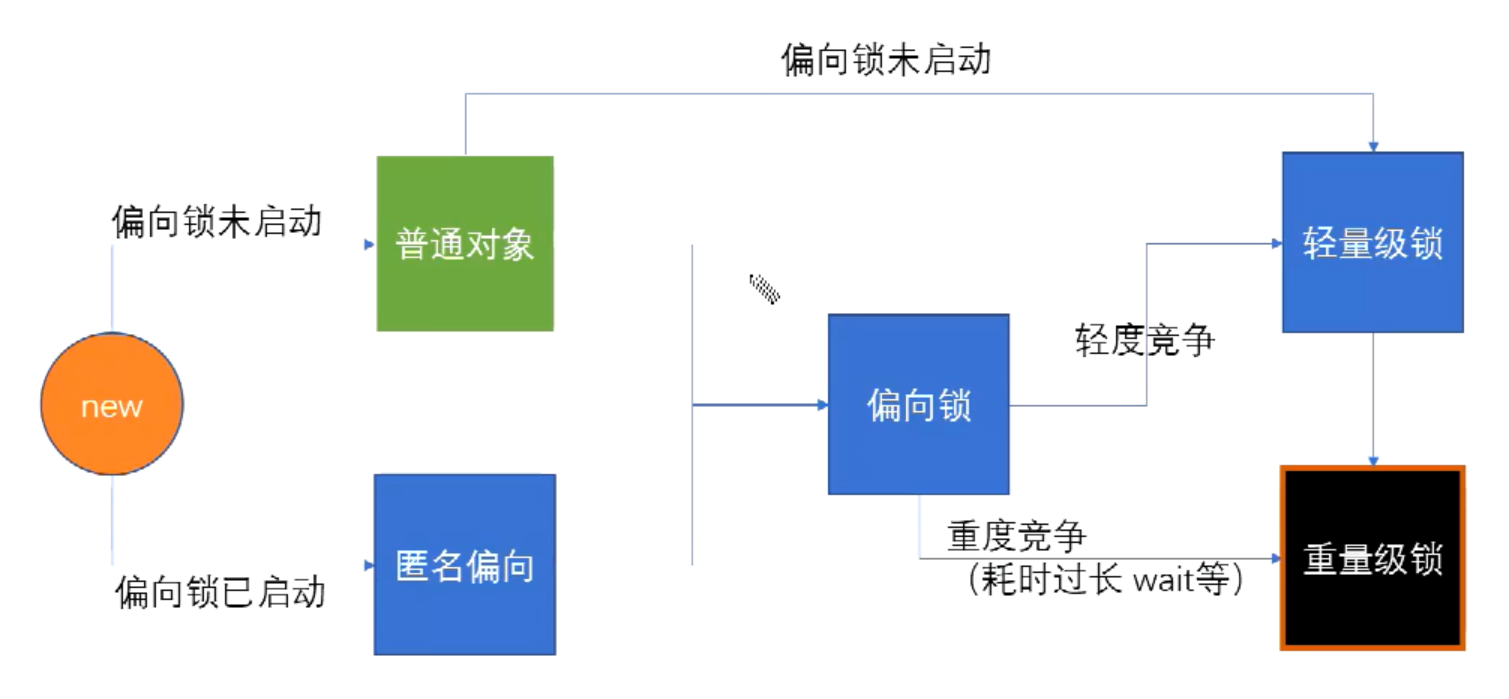 偏向锁未启动
偏向锁未启动
普通对象
轻量级锁
轻度竞争
new
偏向锁
重度竞争
（耗时过长 wait等）
匿名偏向
重量级锁
偏向锁已启动